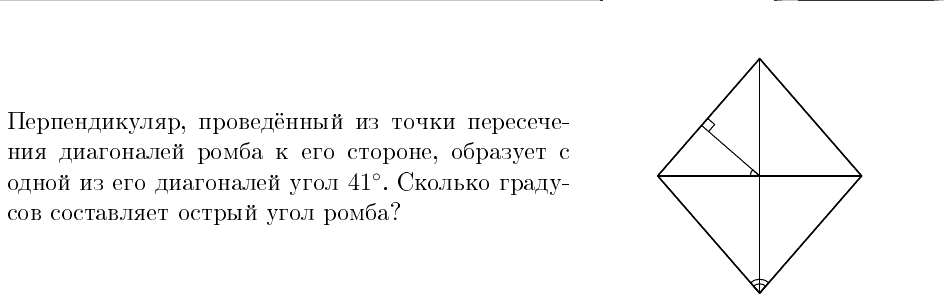 Перпендикуляр, проведённый из точки пересече-
ния диагоналей ромба к его стороне, образует с
одной из его диагоналей угол 41°. Сколько граду-
сов составляет острый угол ромба?